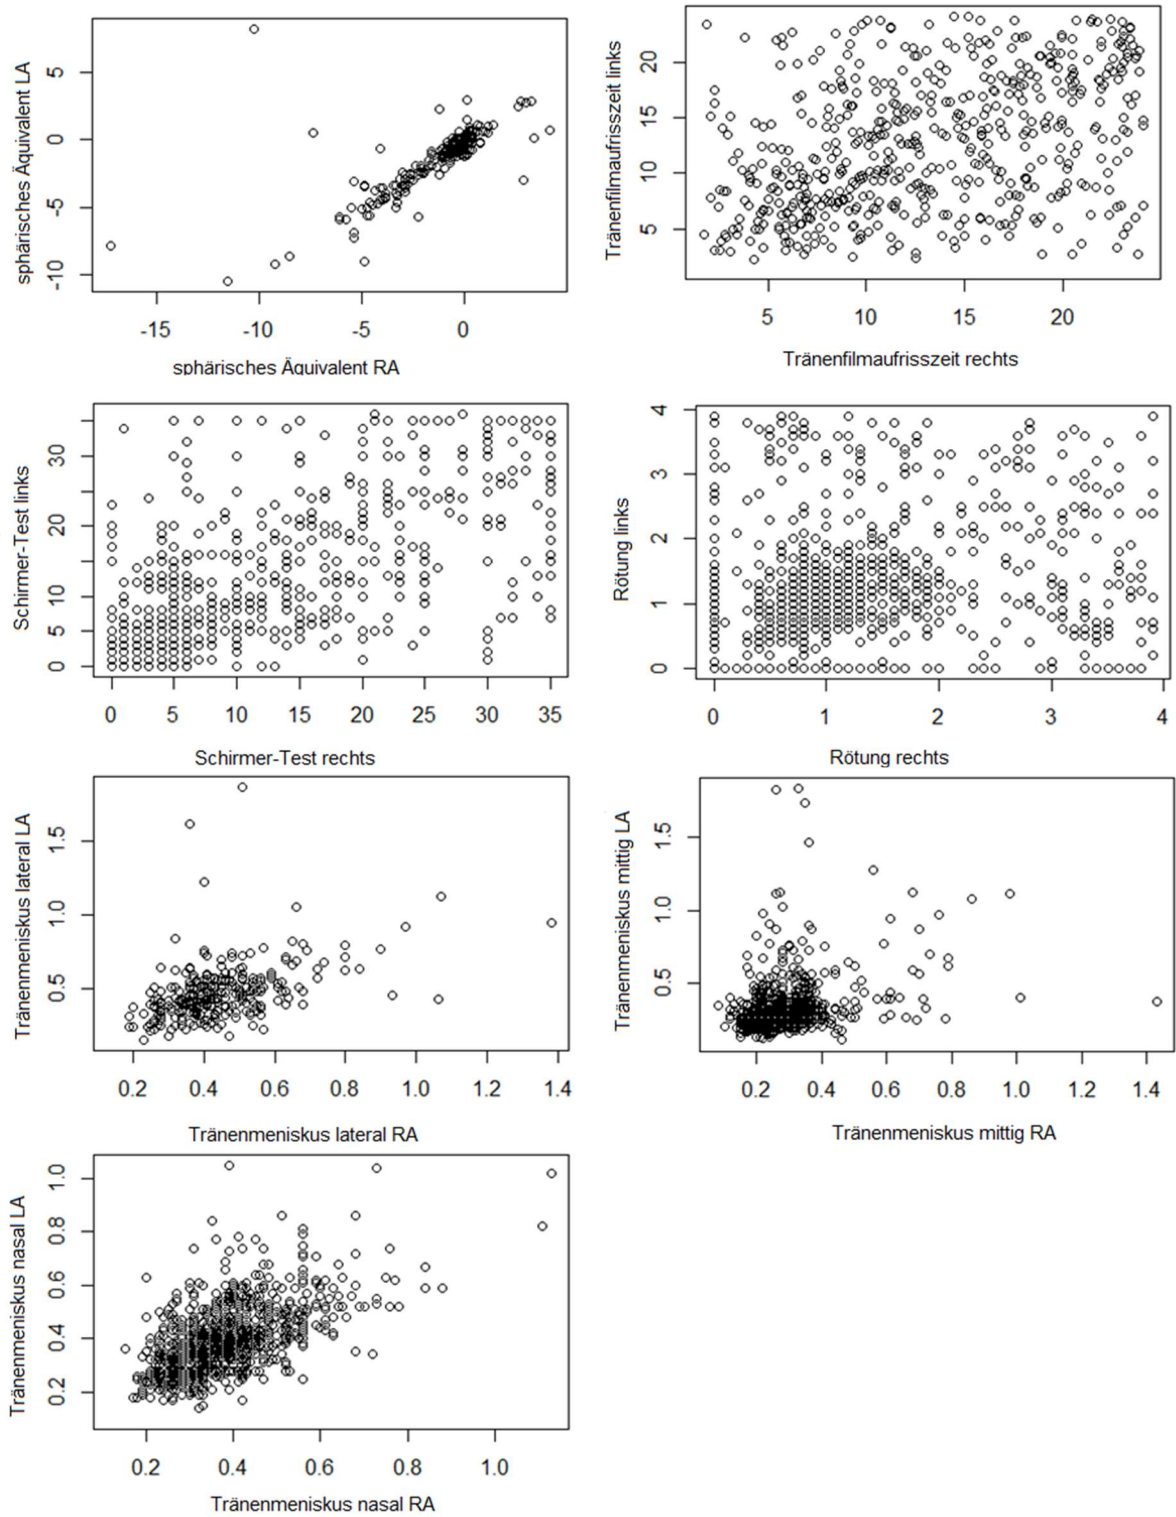 sphärisches Äquivalent LA
5
0
-5
-10
-15 -10 -5 0
sphärisches Äquivalent RA
Tränenfilmaufrisszeit links
20
15
10
5
5 10 15 20
Tränenfilmaufrisszeit rechts
Schirmer-Test links
30
20
10
5
0
0 5 10 15 20 25 30 35
Schirmer-Test rechts
Rötung links
4
3
2
1
0
0 1 2 3 4
Rötung rechts
Tränenmeniskus lateral LA
1.5
1.0
0.5
0.2 0.4 0.6 0.8 1.0 1.2 1.4
Tränenmeniskus lateral RA
Tränenmeniskus mittig LA
1.5
1.0
0.5
0.2 0.4 0.6 0.8 1.0 1.2 1.4
Tränenmeniskus mittig RA
Tränenmeniskus nasal LA
1.0
0.8
0.6
0.4
0.2
0.2 0.4 0.6 0.8 1.0
Tränenmeniskus nasal RA